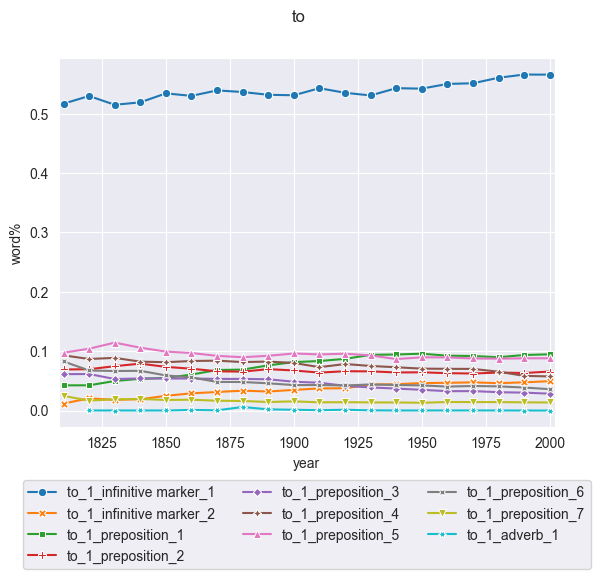 to
0.5
0.4
0.3
0.2
0.1
0.0
word%
1825 1850 1875 1900 1925 1950 1975 2000
year
to_1_infinitive marker_1 to_1_preposition_3 to_1_preposition_6
to_1_infinitive marker_2 to_1_preposition_4 to_1_preposition_7
to_1_preposition_1 to_1_preposition_5 to_1_adverb_1
to_1_preposition_2